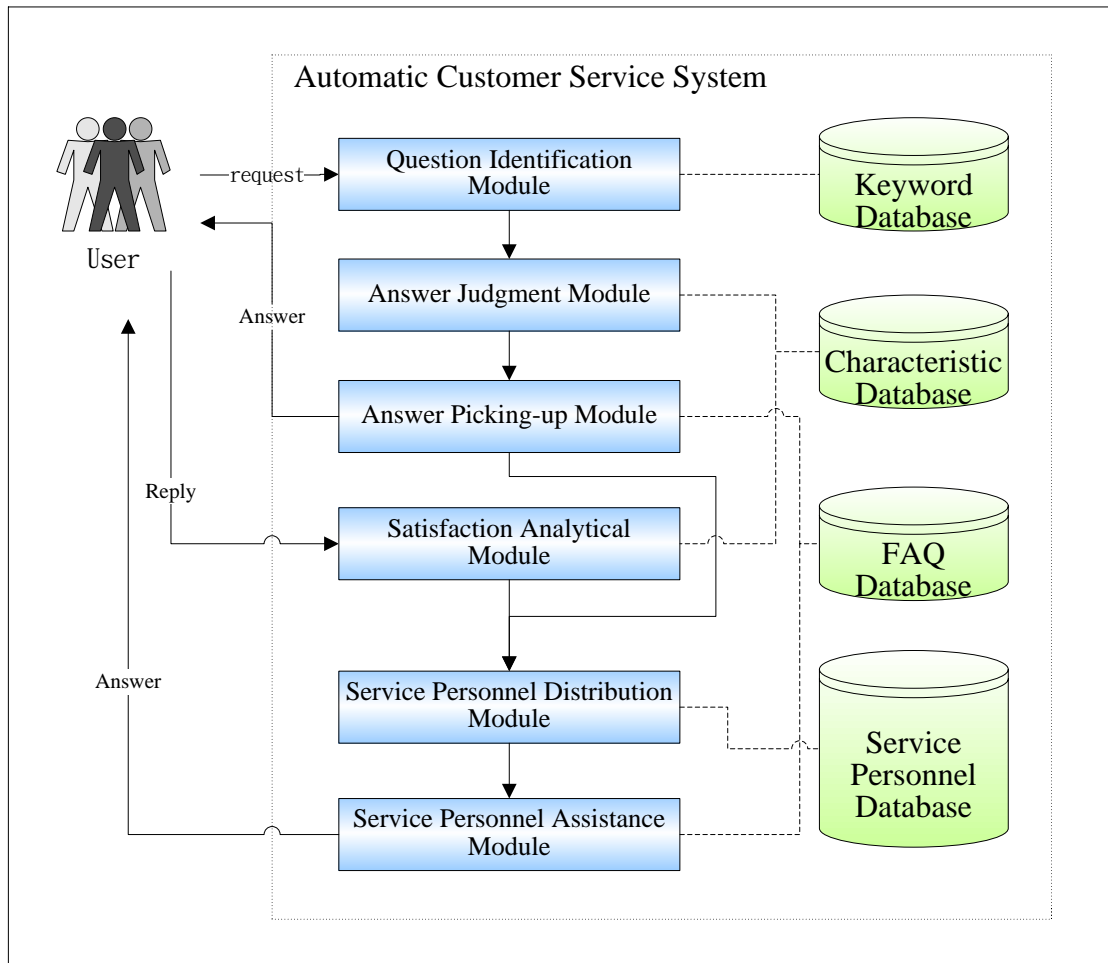 Automatic Customer Service System
User
request
Question Identification
Module
Keyword
Database
Answer Judgment Module
Answer
Characteristic
Database
Answer Picking-up Module
Reply
Satisfaction Analytical
Module
FAQ
Database
Answer
Service Personnel Distribution
Module
Service
Personnel
Database
Service Personnel Assistance
Module